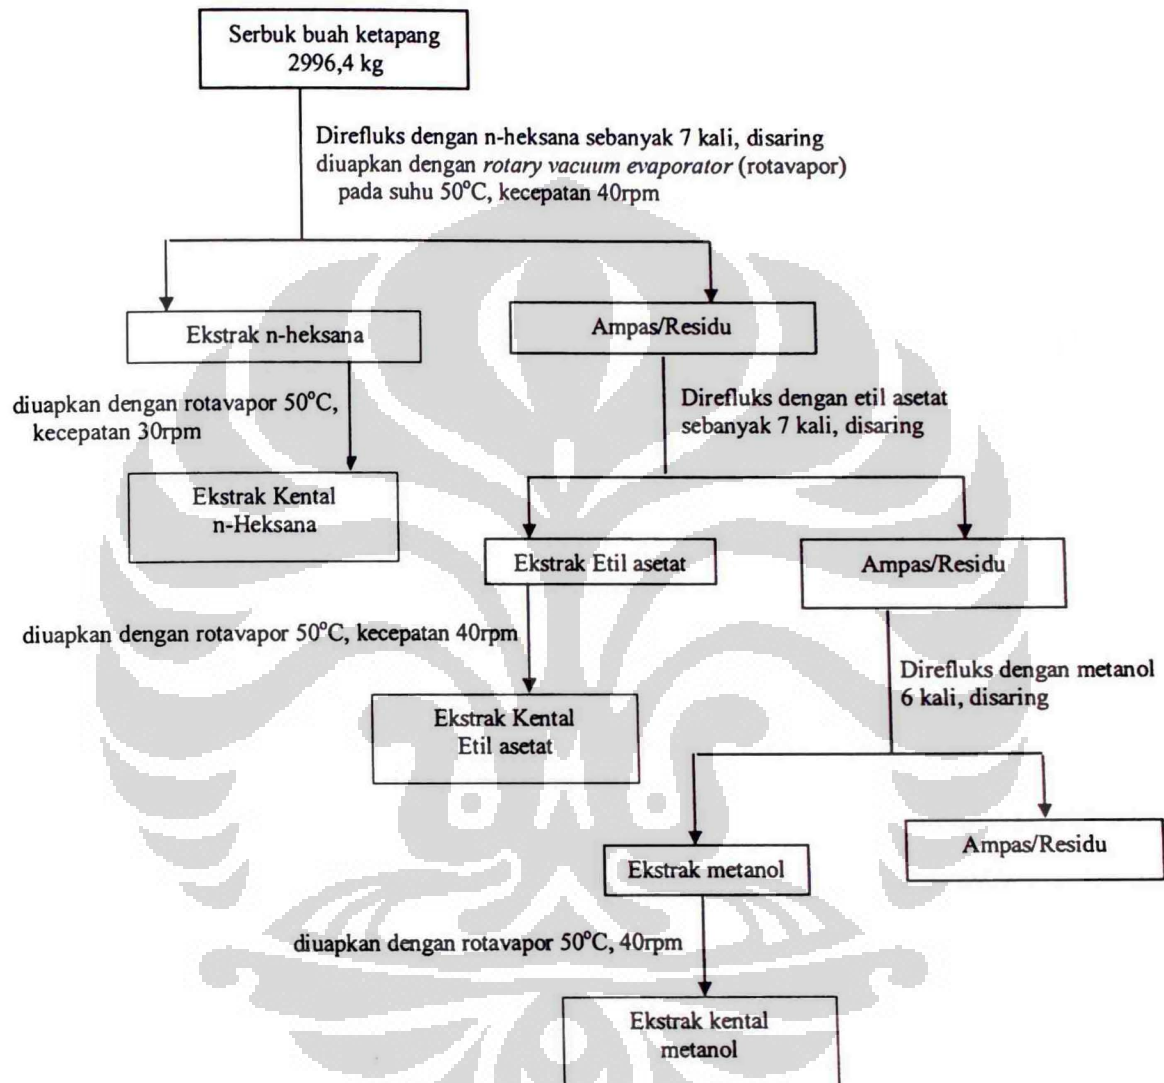 Serbuk buah ketapang
2996,4 kg
Direfluks dengan n-heksana sebanyak 7 kali, disaring
diuapkan dengan rotary vacuum evaporator (rotavapor)
pada suhu 50°C, kecepatan 40rpm
Ekstrak n-heksana
Ampas/Residu
diuapkan dengan rotavapor 50°C,
kecepatan 30rpm
Direfluks dengan etil asetat
sebanyak 7 kali, disaring
Ekstrak Kental
n-Heksana
Ekstrak Etil asetat
Ampas/Residu
diuapkan dengan rotavapor 50°C, kecepatan 40rpm
Direfluks dengan metanol
6 kali, disaring
Ekstrak Kental
Etil asetat
Ekstrak metanol
Ampas/Residu
diuapkan dengan rotavapor 50°C, 40rpm
Ekstrak kental
metanol